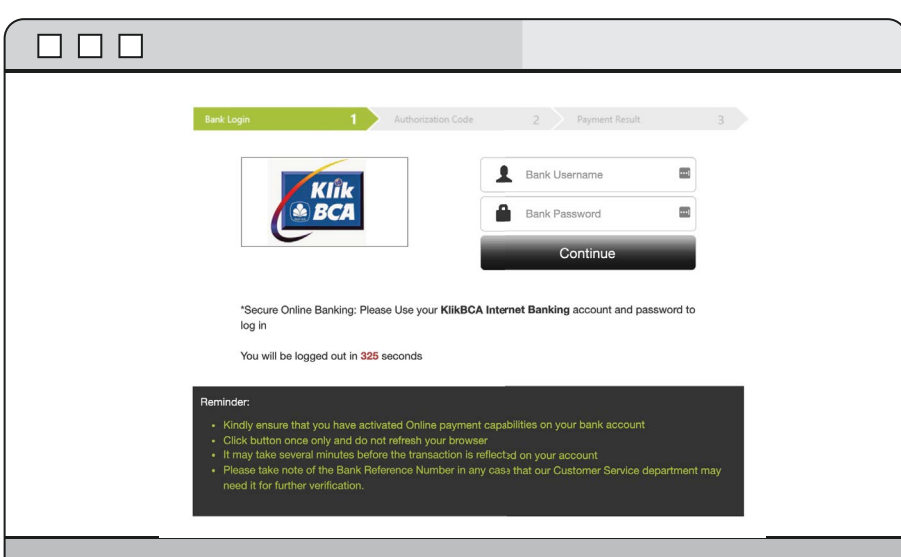 Bank Login 1 Authorization Code 2 Payment Result 3
Klik
BCA
Bank Username
Bank Password
Continue
*Secure Online Banking: Please Use your KlikBCA Internet Banking account and password to
log in
You will be logged out in 325 seconds
Reminder:
• Kindly ensure that you have activated Online payment capabilities on your bank account
• Click button once only and do not refresh your browser
• It may take several minutes before the transaction is reflected on your account
• Please take note of the Bank Reference Number in any case that our Customer Service department may
need it for further verification.